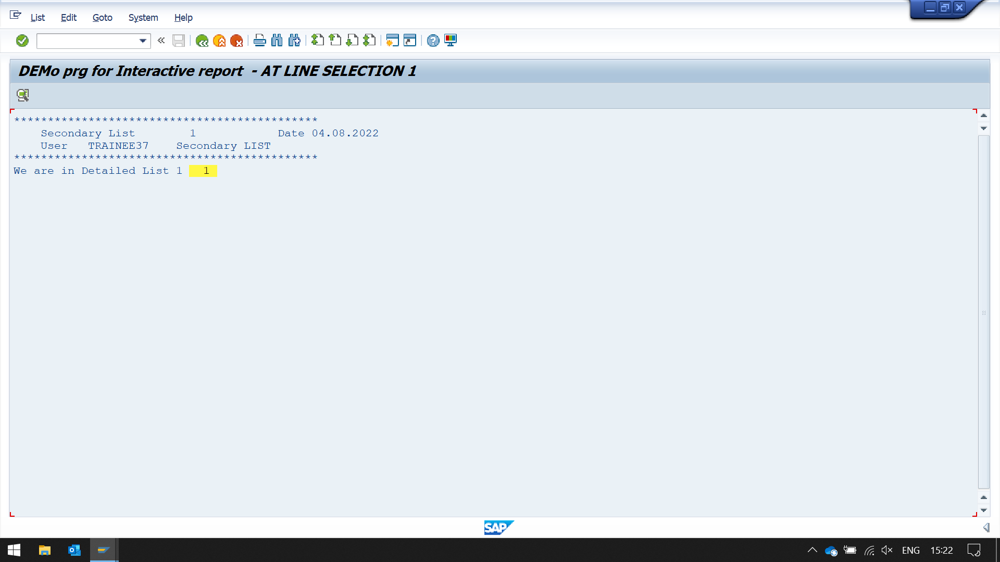 List Edit Goto System Help
DEMo prg for Interactive report - AT LINE SELECTION 1
*********************************************
Secondary List 1 Date 04.08.2022
User TRAINEE37 Secondary LIST
*********************************************
We are in Detailed List 1 1
SAP
ENG 15:22